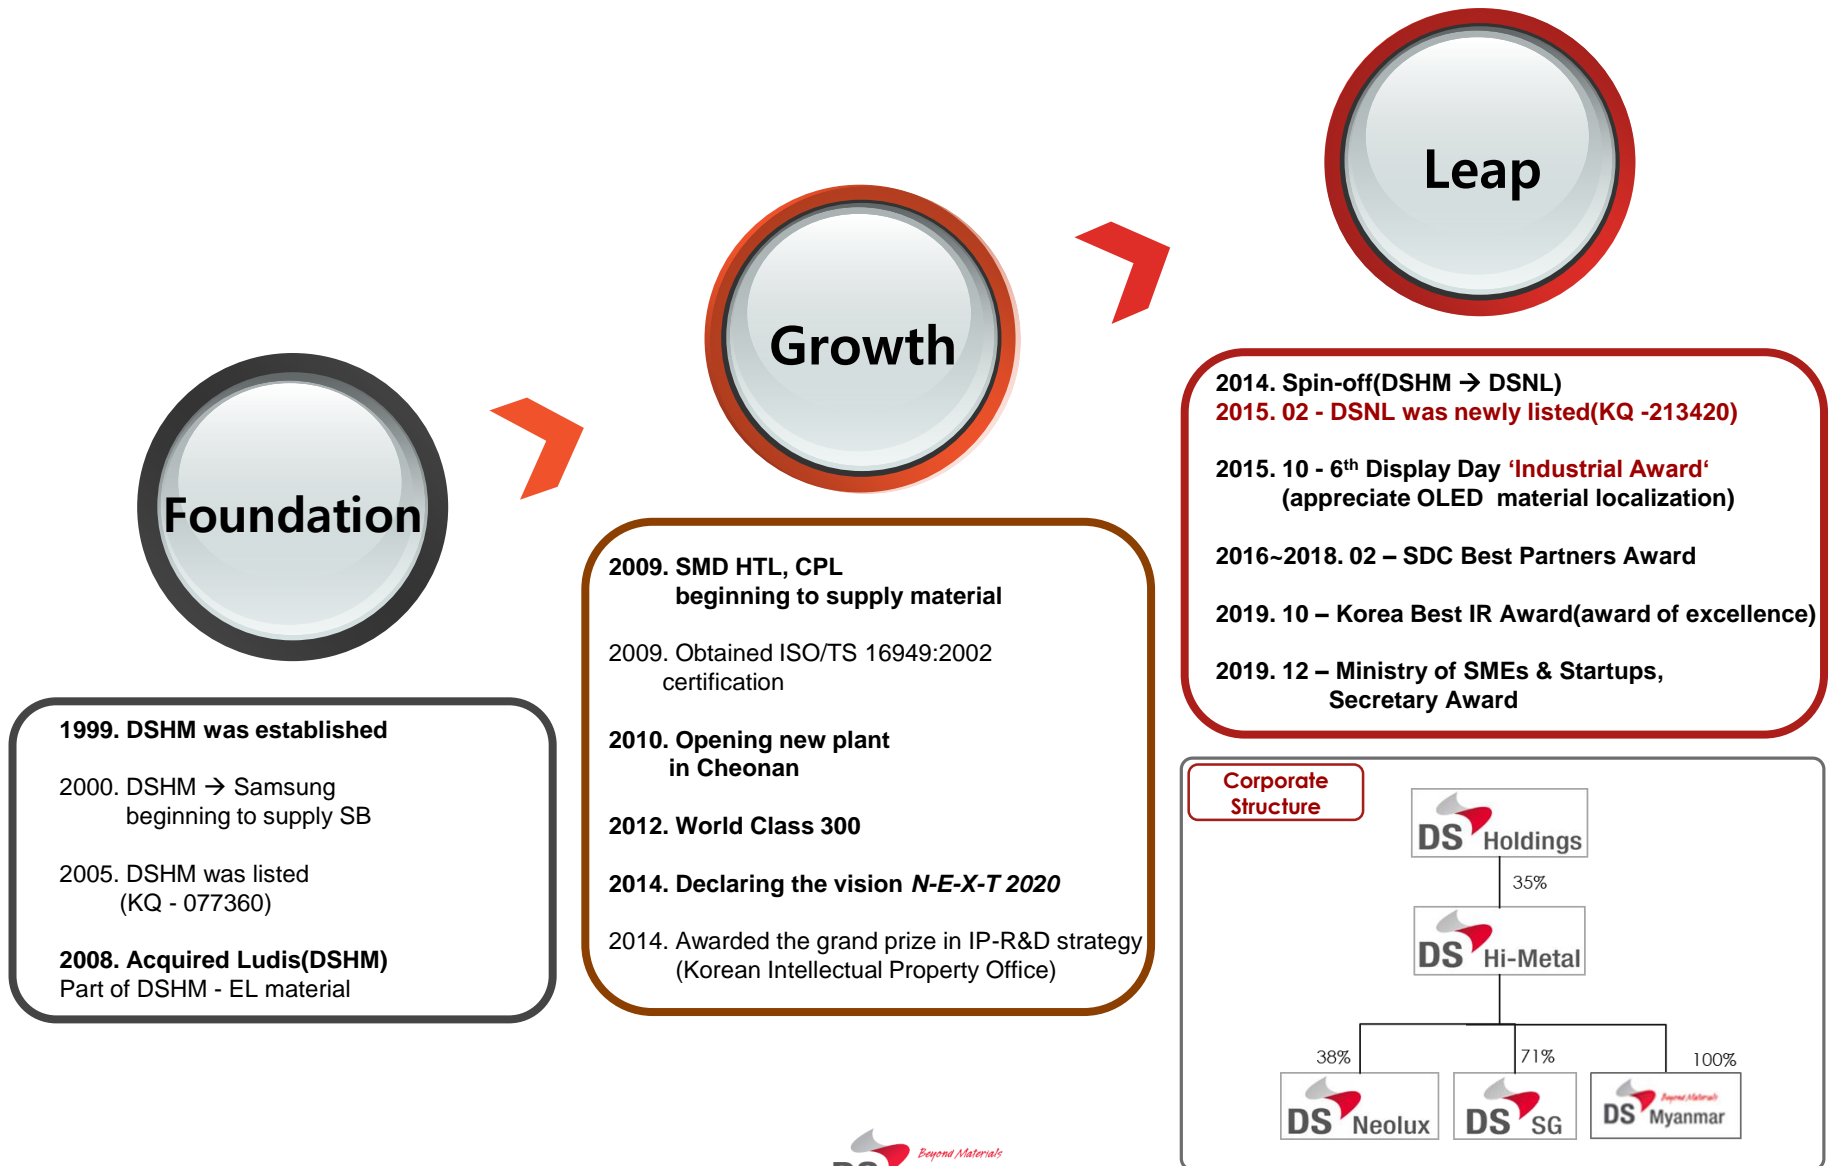 Foundation
1999. DSHM was established
2000. DSHM → Samsung
beginning to supply SB
2005. DSHM was listed
(KQ - 077360)
2008. Acquired Ludis(DSHM)
Part of DSHM - EL material
Growth
2009. SMD HTL, CPL
beginning to supply material
2009. Obtained ISO/TS 16949:2002
certification
2010. Opening new plant
in Cheonan
2012. World Class 300
2014. Declaring the vision N-E-X-T 2020
2014. Awarded the grand prize in IP-R&D strategy
(Korean Intellectual Property Office)
Leap
2014. Spin-off(DSHM → DSNL)
2015. 02 - DSNL was newly listed(KQ -213420)
2015. 10 - 6th Display Day ‘Industrial Award‘
(appreciate OLED material localization)
2016~2018. 02 – SDC Best Partners Award
2019. 10 – Korea Best IR Award(award of excellence)
2019. 12 – Ministry of SMEs & Startups,
Secretary Award
Corporate
Structure
DS Holdings
35%
DS Hi-Metal
38%
71%
100%
DS Neolux
DS SG
Beyond Materials
DS Myanmar
Beyond Materials
DS